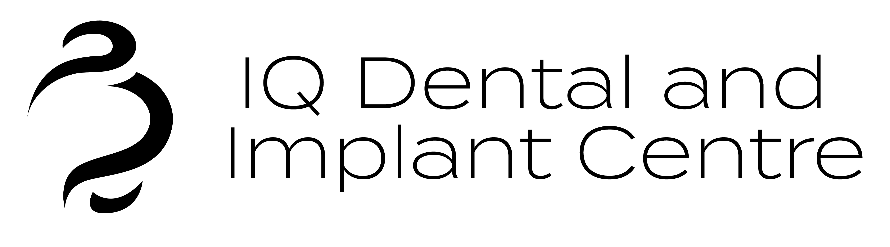 IQ Dental and
Implant Centre